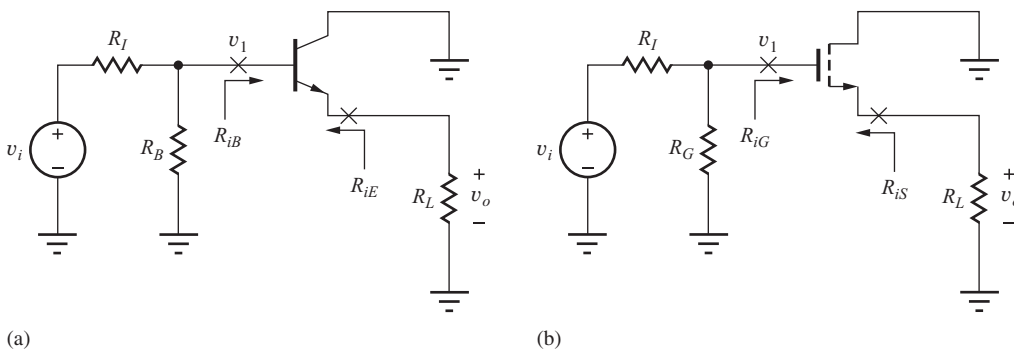 R_I
v_1
v_i
+
−
R_B
R_iB
R_iE
R_L
+
v_o
−
(a)
R_I
v_1
v_i
+
−
R_G
R_iG
R_iS
R_L
+
−
(b)